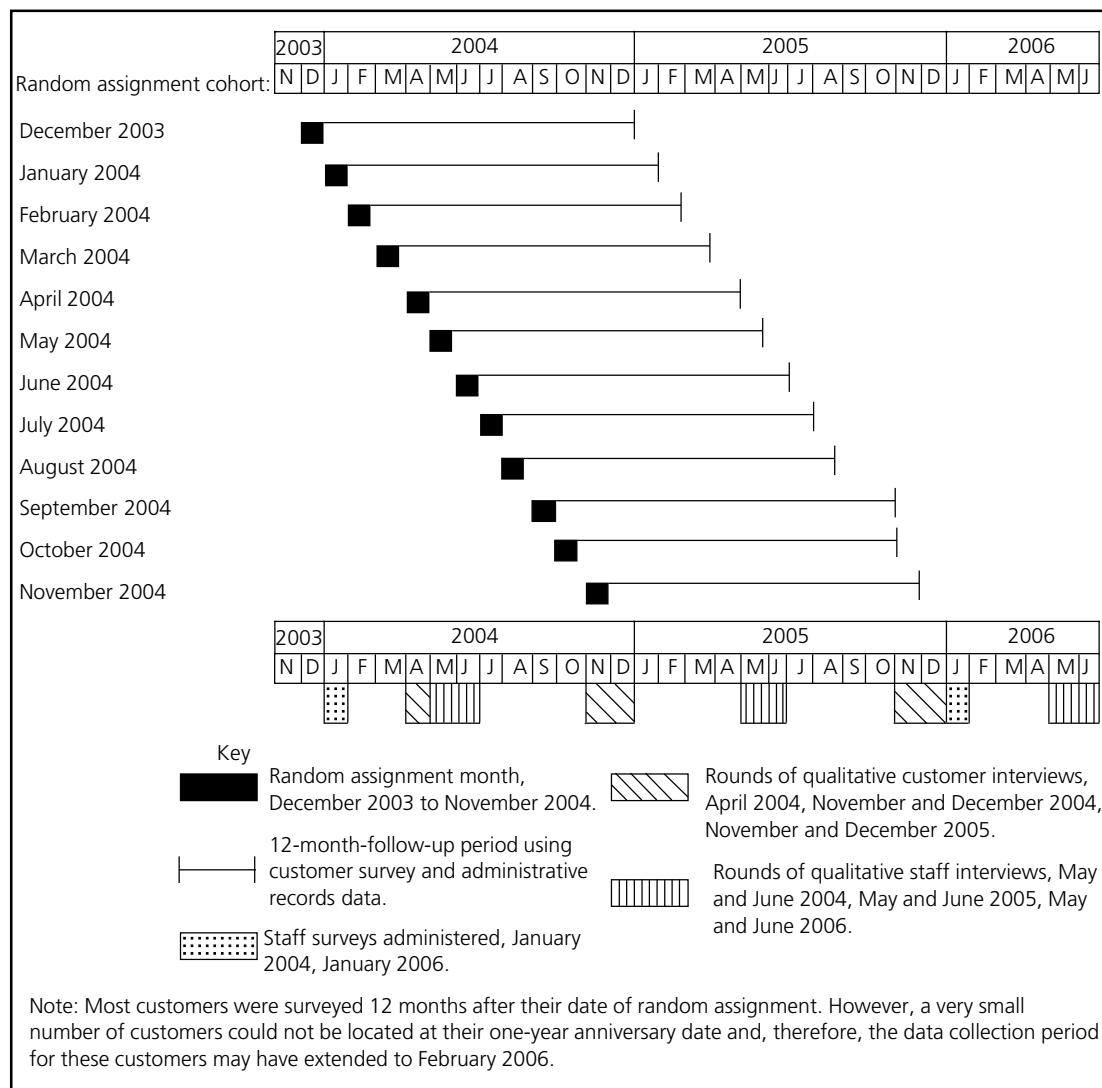 2003 2004 2005 2006
Random assignment cohort: N D J F M A M J J A S O N D J F M A M J J A S O N D J F M A M J
December 2003
January 2004
February 2004
March 2004
April 2004
May 2004
June 2004
July 2004
August 2004
September 2004
October 2004
November 2004
2003 2004 2005 2006
N D J F M A M J J A S O N D J F M A M J J A S O N D J F M A M J
Key
Random assignment month,
December 2003 to November 2004.
12-month-follow-up period using
customer survey and administrative
records data.
Staff surveys administered, January
2004, January 2006.
Rounds of qualitative customer interviews,
April 2004, November and December 2004,
November and December 2005.
Rounds of qualitative staff interviews, May
and June 2004, May and June 2005, May
and June 2006.
Note: Most customers were surveyed 12 months after their date of random assignment. However, a very small
number of customers could not be located at their one-year anniversary date and, therefore, the data collection period
for these customers may have extended to February 2006.